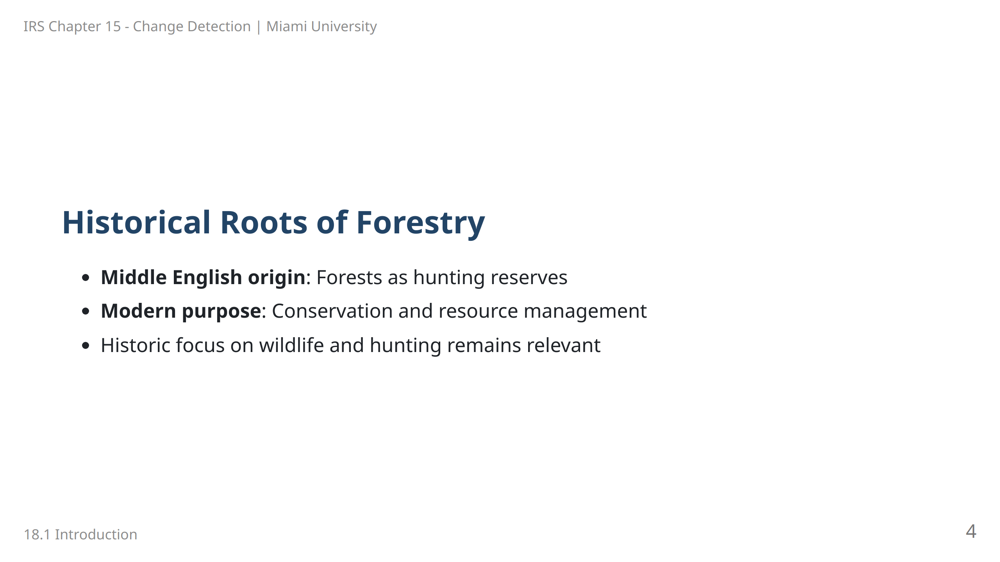 IRS Chapter 15 - Change Detection | Miami University
Historical Roots of Forestry
• Middle English origin: Forests as hunting reserves
• Modern purpose: Conservation and resource management
• Historic focus on wildlife and hunting remains relevant
18.1 Introduction
4